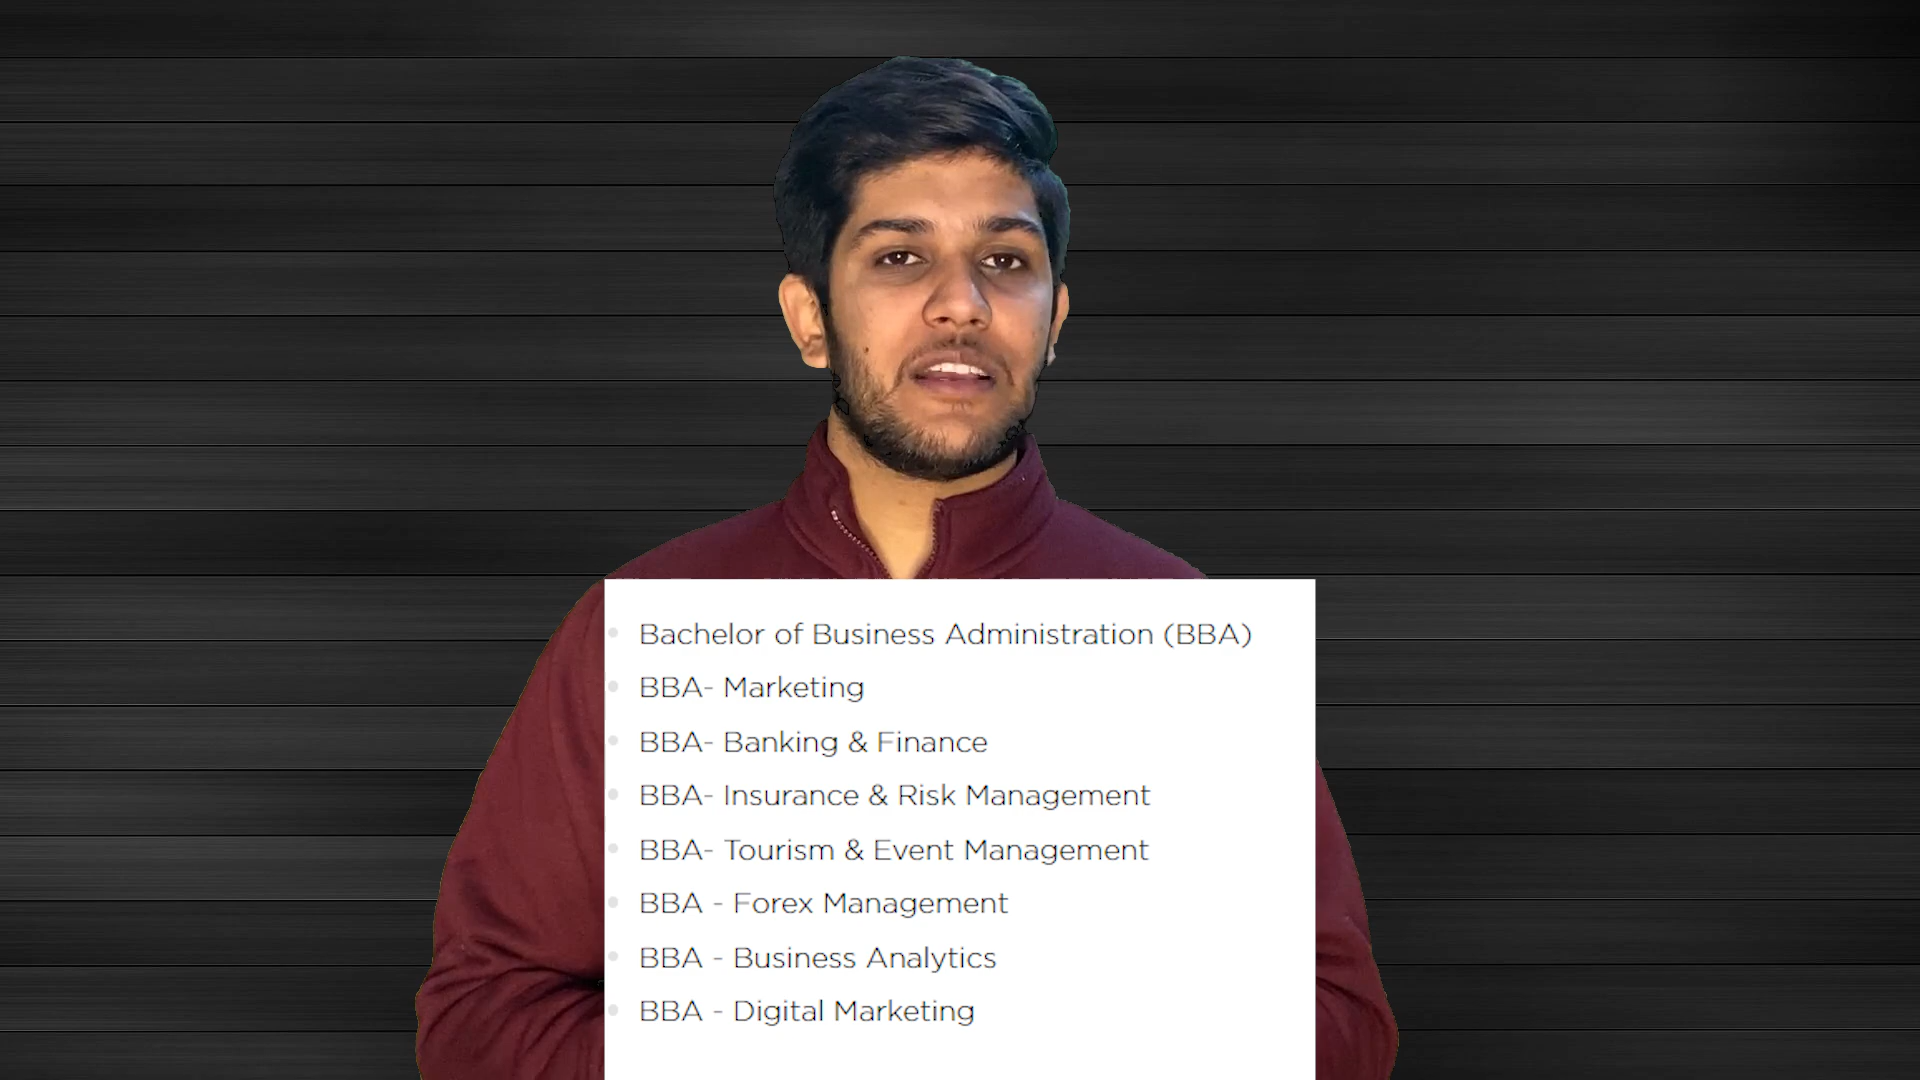 Bachelor of Business Administration (BBA)
BBA- Marketing
BBA- Banking & Finance
BBA- Insurance & Risk Management
BBA- Tourism & Event Management
BBA - Forex Management
BBA - Business Analytics
BBA - Digital Marketing